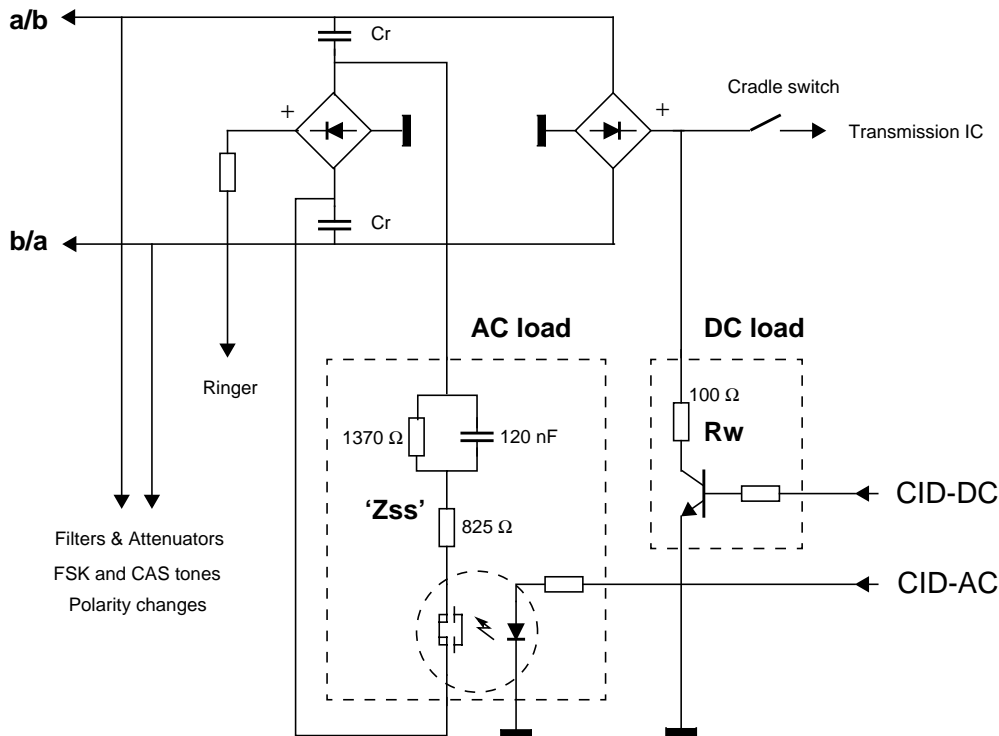 a/b
Cr
+
+
Cradle switch
Transmission IC
Cr
b/a
AC load
DC load
Ringer
100 Ω
1370 Ω
120 nF
Rw
‘Zss’
825 Ω
CID-DC
Filters & Attenuators
FSK and CAS tones
Polarity changes
CID-AC